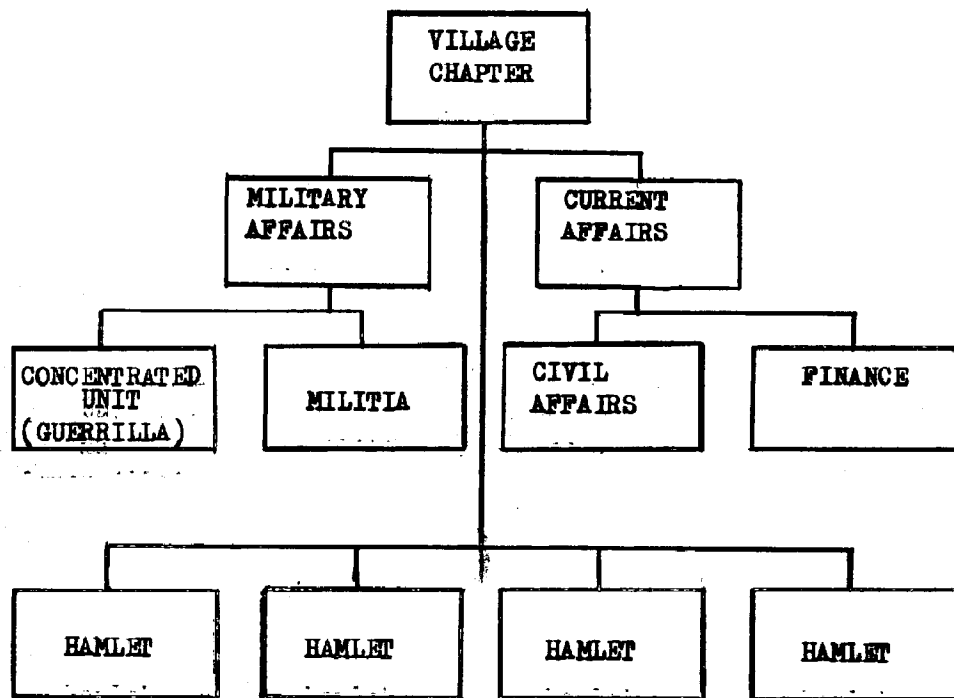 VILLAGE
CHAPTER
MILITARY
AFFAIRS
CURRENT
AFFAIRS
CONCENTRATED
UNIT
(GUERRILLA)
MILITIA
CIVIL
AFFAIRS
FINANCE
HAMLET
HAMLET
HAMLET
HAMLET